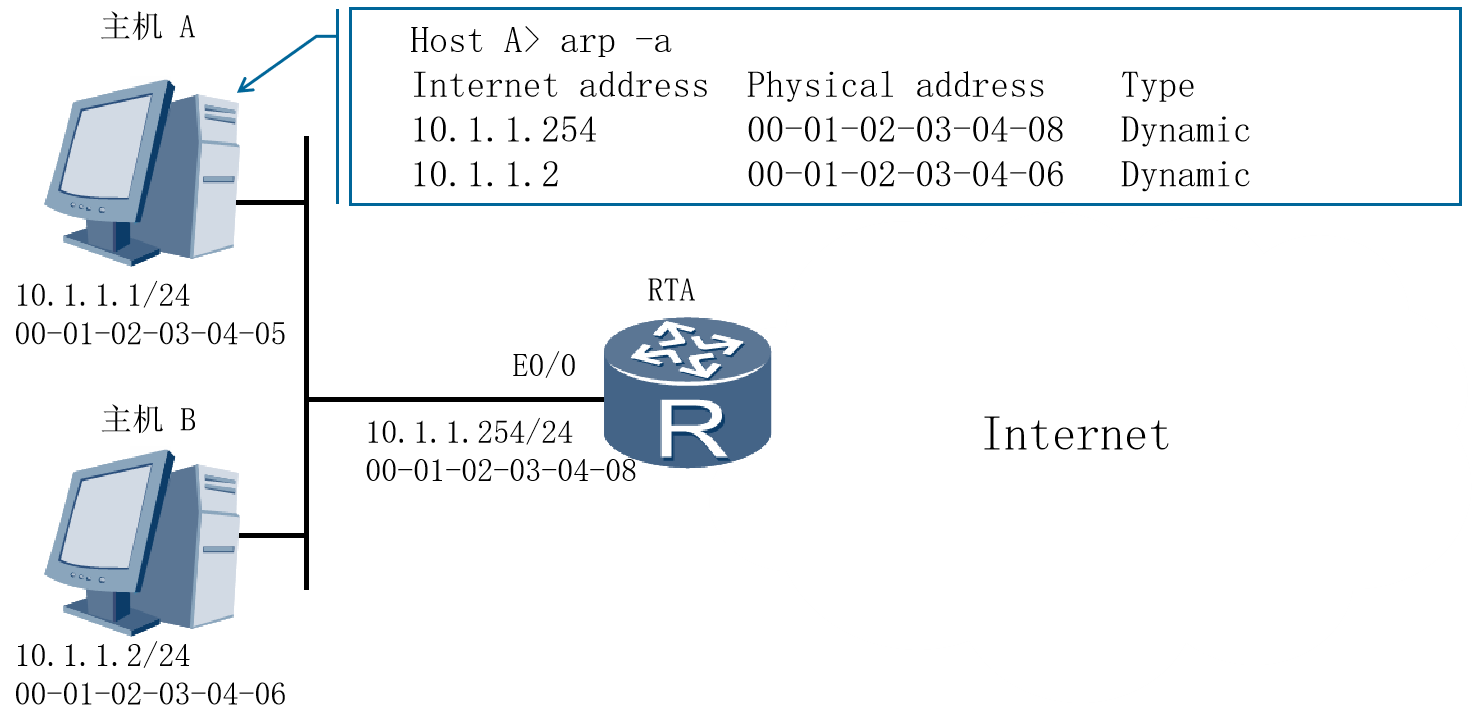 主机 A
Host A> arp -a
Internet address Physical address Type
10.1.1.254 00-01-02-03-04-08 Dynamic
10.1.1.2 00-01-02-03-04-06 Dynamic
10.1.1.1/24
00-01-02-03-04-05
RTA
E0/0
R
10.1.1.254/24
00-01-02-03-04-08
Internet
主机 B
10.1.1.2/24
00-01-02-03-04-06